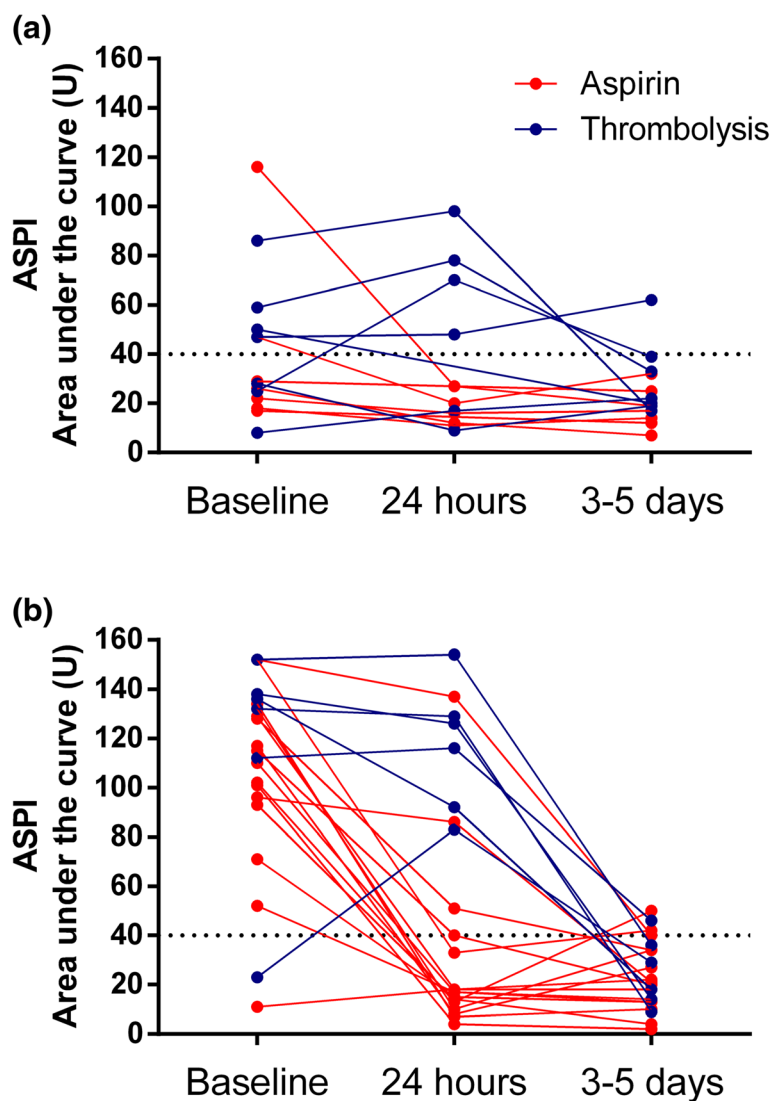 (a)
ASPI
Area under the curve (U)
160
140
120
100
80
60
40
20
0
Aspirin
Thrombolysis
Baseline
24 hours
3-5 days
(b)
ASPI
Area under the curve (U)
160
140
120
100
80
60
40
20
0
Baseline
24 hours
3-5 days